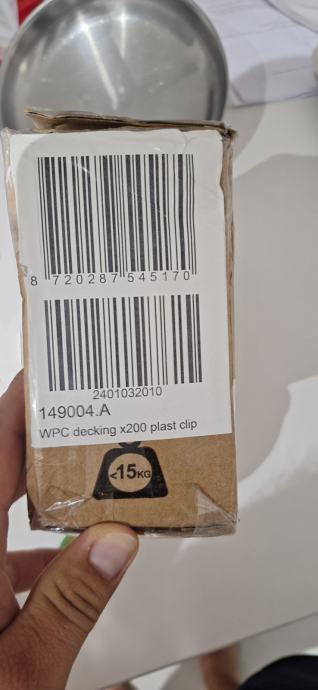 8 720287 545170
2401032010
149004.A
WPC decking x200 plast clip
<15KG